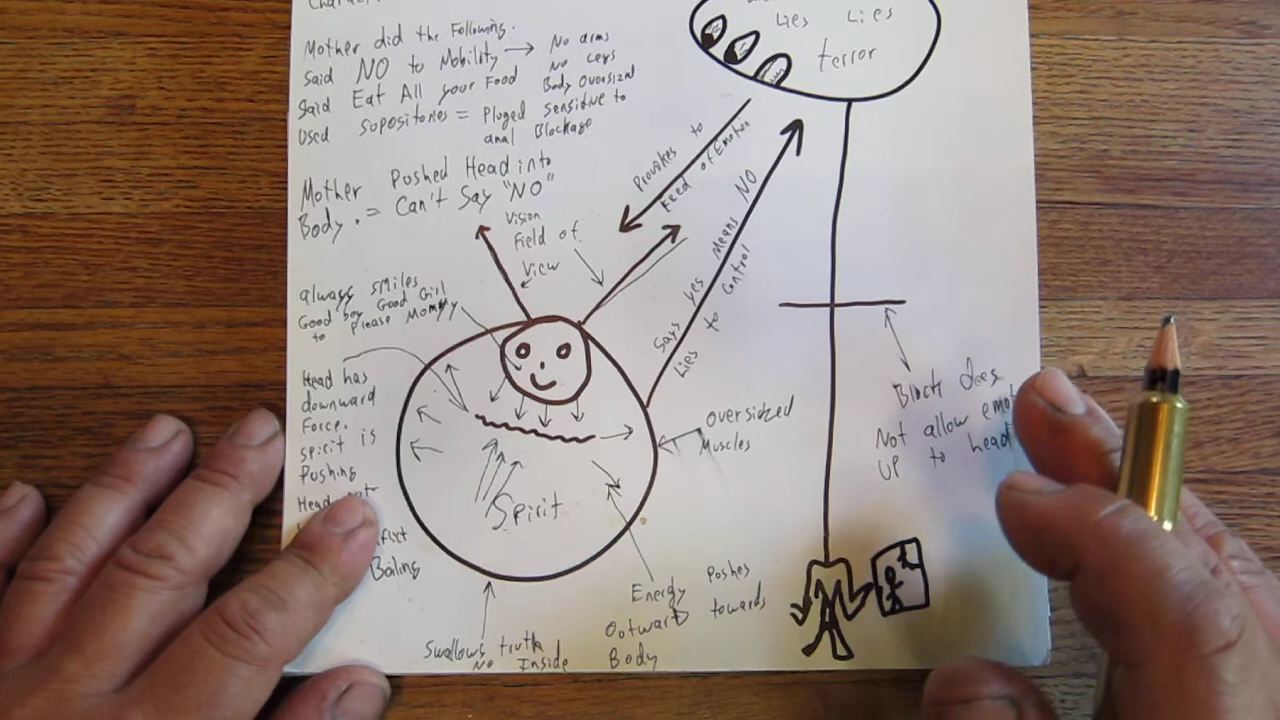 Mother did the Following.
Said NO to Mobility → No arms
No legs
Said Eat All your Food Body Oversized
Used Supositories = Pluged sensitive to
anal Blockage
Mother Pushed Head into
Body. = Can't Say "NO"
Vision
Field of
View
always smiles
Good boy Good Girl
to please Mommy
Head has
downward
Force.
spirit is
Pushing
Head
Boiling
Spirit
Swallows truth
No Inside
Energy Poshes
Outward towards
Body
oversized
Muscles
Says yes Means NO
Lies to Control
Provokes to
Feed of Emotion
Lies Lies
terror
Block does
Not allow
UP to head